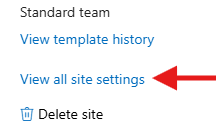 Standard team
View template history
View all site settings
Delete site